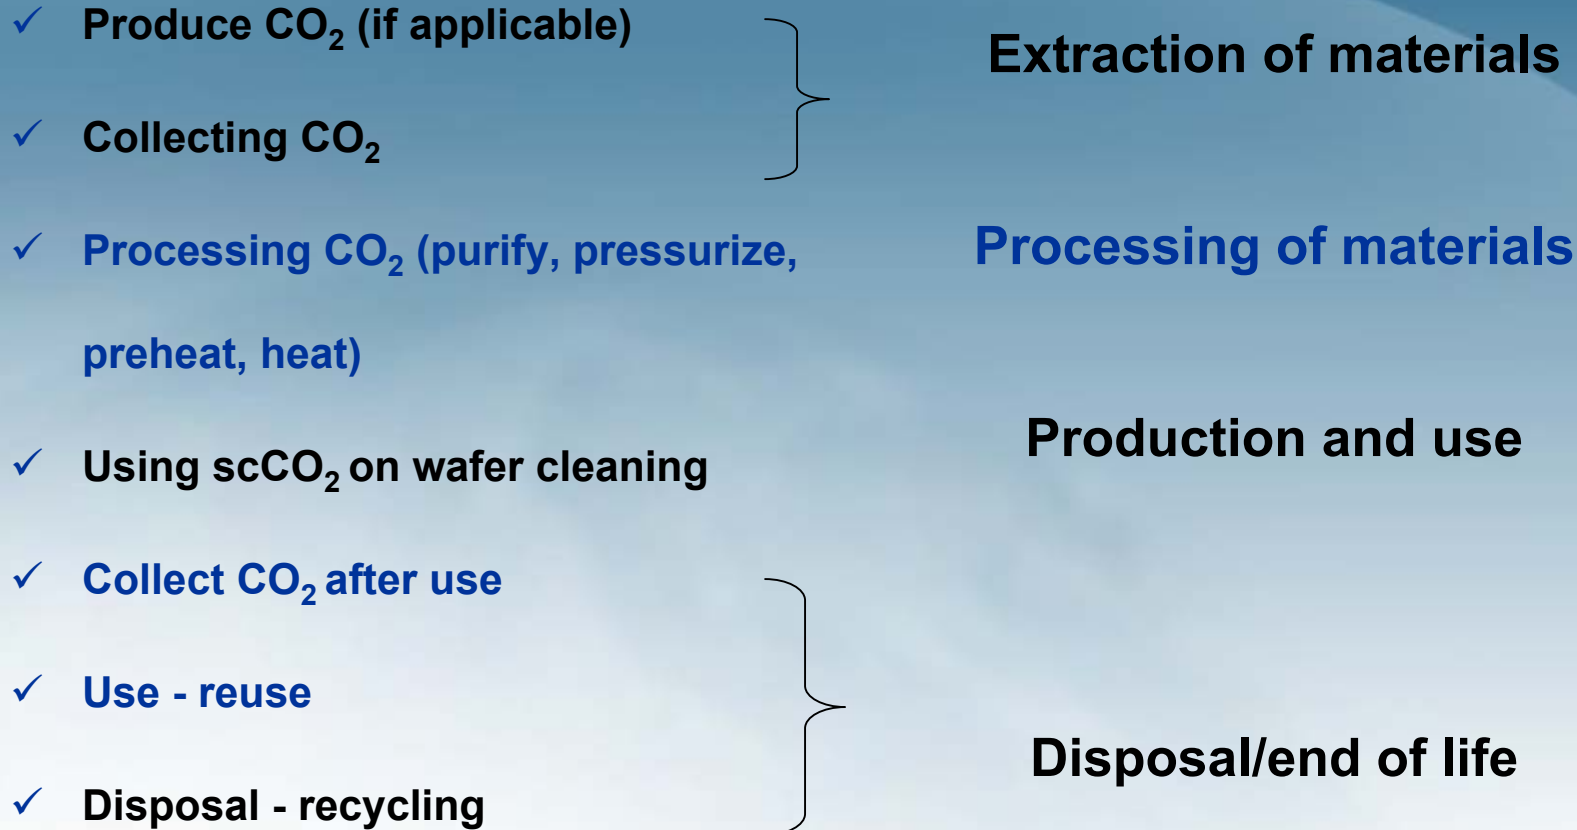 ✓ Produce CO₂ (if applicable)
✓ Collecting CO₂
Extraction of materials
✓ Processing CO₂ (purify, pressurize,
preheat, heat)
Processing of materials
✓ Using scCO₂ on wafer cleaning
Production and use
✓ Collect CO₂ after use
✓ Use - reuse
✓ Disposal - recycling
Disposal/end of life